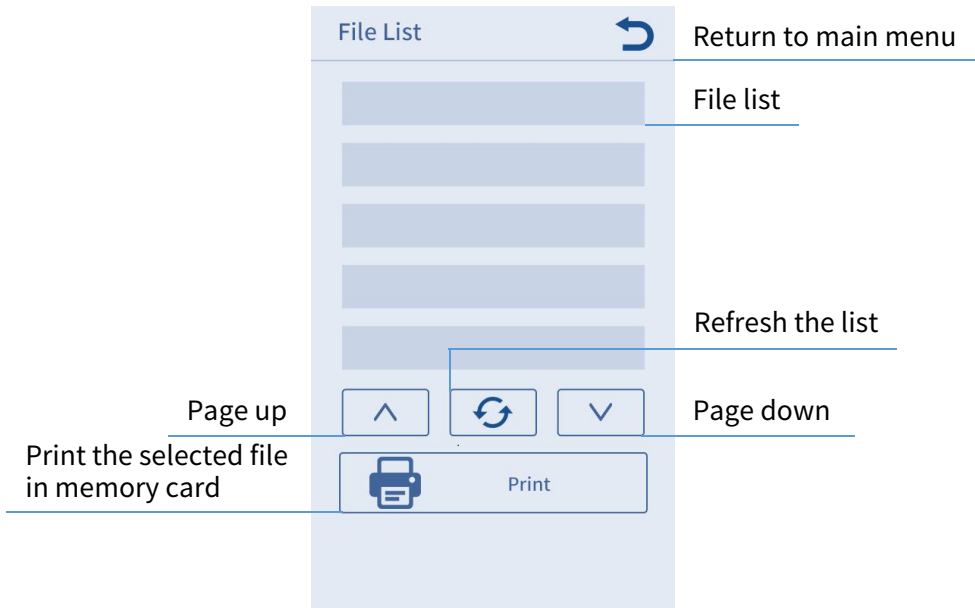 File List
Return to main menu
File list
Refresh the list
Page up
Page down
Print the selected file
in memory card
Print